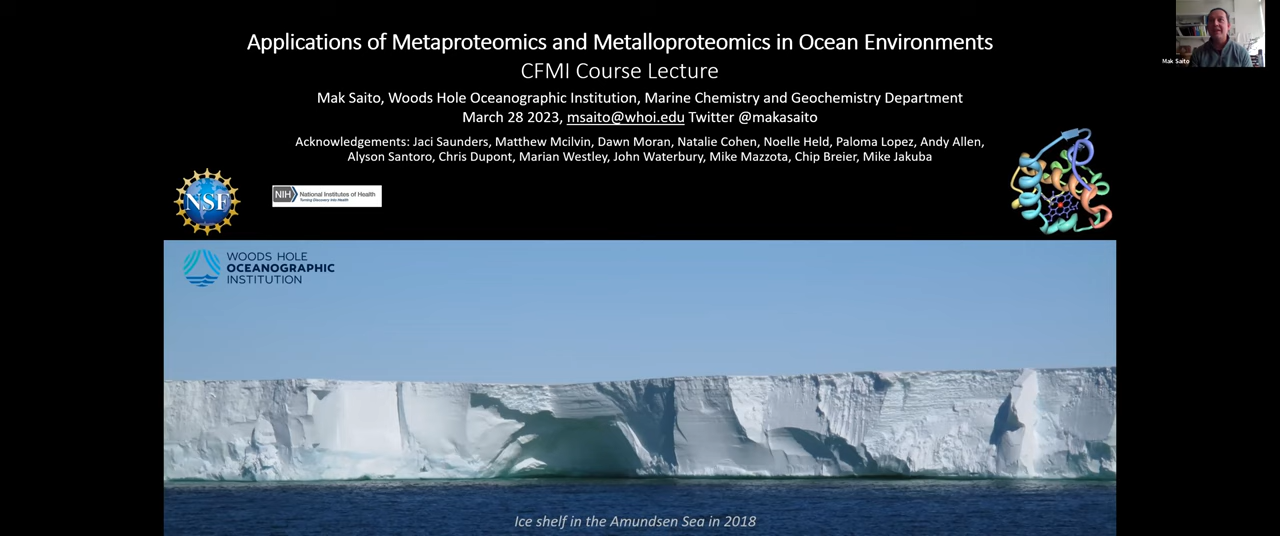 Applications of Metaproteomics and Metalloproteomics in Ocean Environments
CFMI Course Lecture
Mak Saito, Woods Hole Oceanographic Institution, Marine Chemistry and Geochemistry Department
March 28 2023, msaito@whoi.edu Twitter @makasaito
Acknowledgements: Jaci Saunders, Matthew Mcilvin, Dawn Moran, Natalie Cohen, Noelle Held, Paloma Lopez, Andy Allen,
Alyson Santoro, Chris Dupont, Marian Westley, John Waterbury, Mike Mazzota, Chip Breier, Mike Jakuba
Mak Saito
NSF
NIH National Institutes of Health
Turning Discovery Into Health
WOODS HOLE
OCEANOGRAPHIC
INSTITUTION
Ice shelf in the Amundsen Sea in 2018